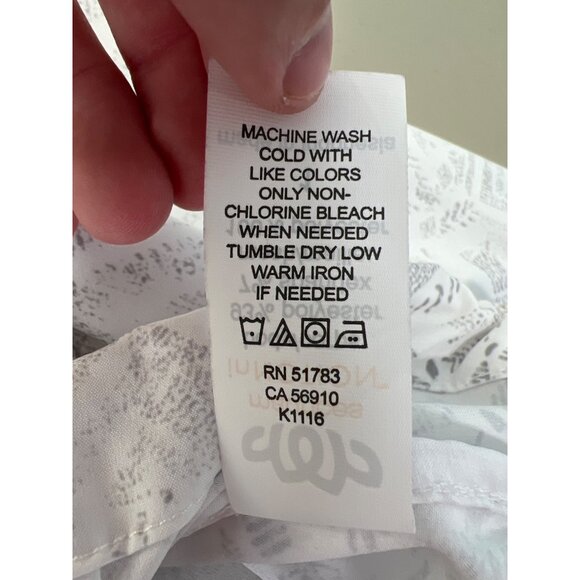 MACHINE WASH
COLD WITH
LIKE COLORS
ONLY NON-
CHLORINE BLEACH
WHEN NEEDED
TUMBLE DRY LOW
WARM IRON
IF NEEDED
RN 51783
CA 56910
K1116